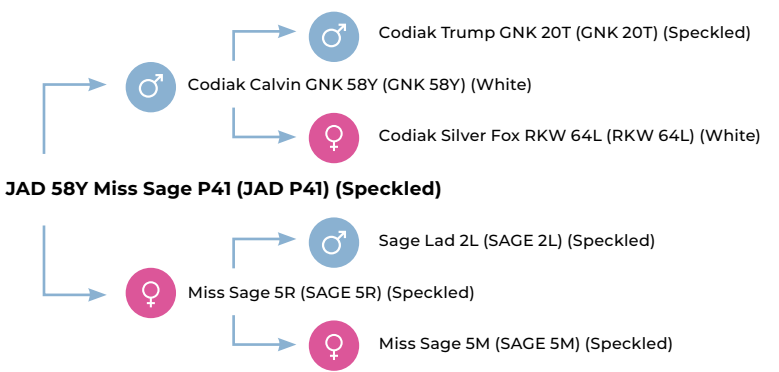 Codiak Trump GNK 20T (GNK 20T) (Speckled)
Codiak Calvin GNK 58Y (GNK 58Y) (White)
Codiak Silver Fox RKW 64L (RKW 64L) (White)
JAD 58Y Miss Sage P41 (JAD P41) (Speckled)
Sage Lad 2L (SAGE 2L) (Speckled)
Miss Sage 5R (SAGE 5R) (Speckled)
Miss Sage 5M (SAGE 5M) (Speckled)